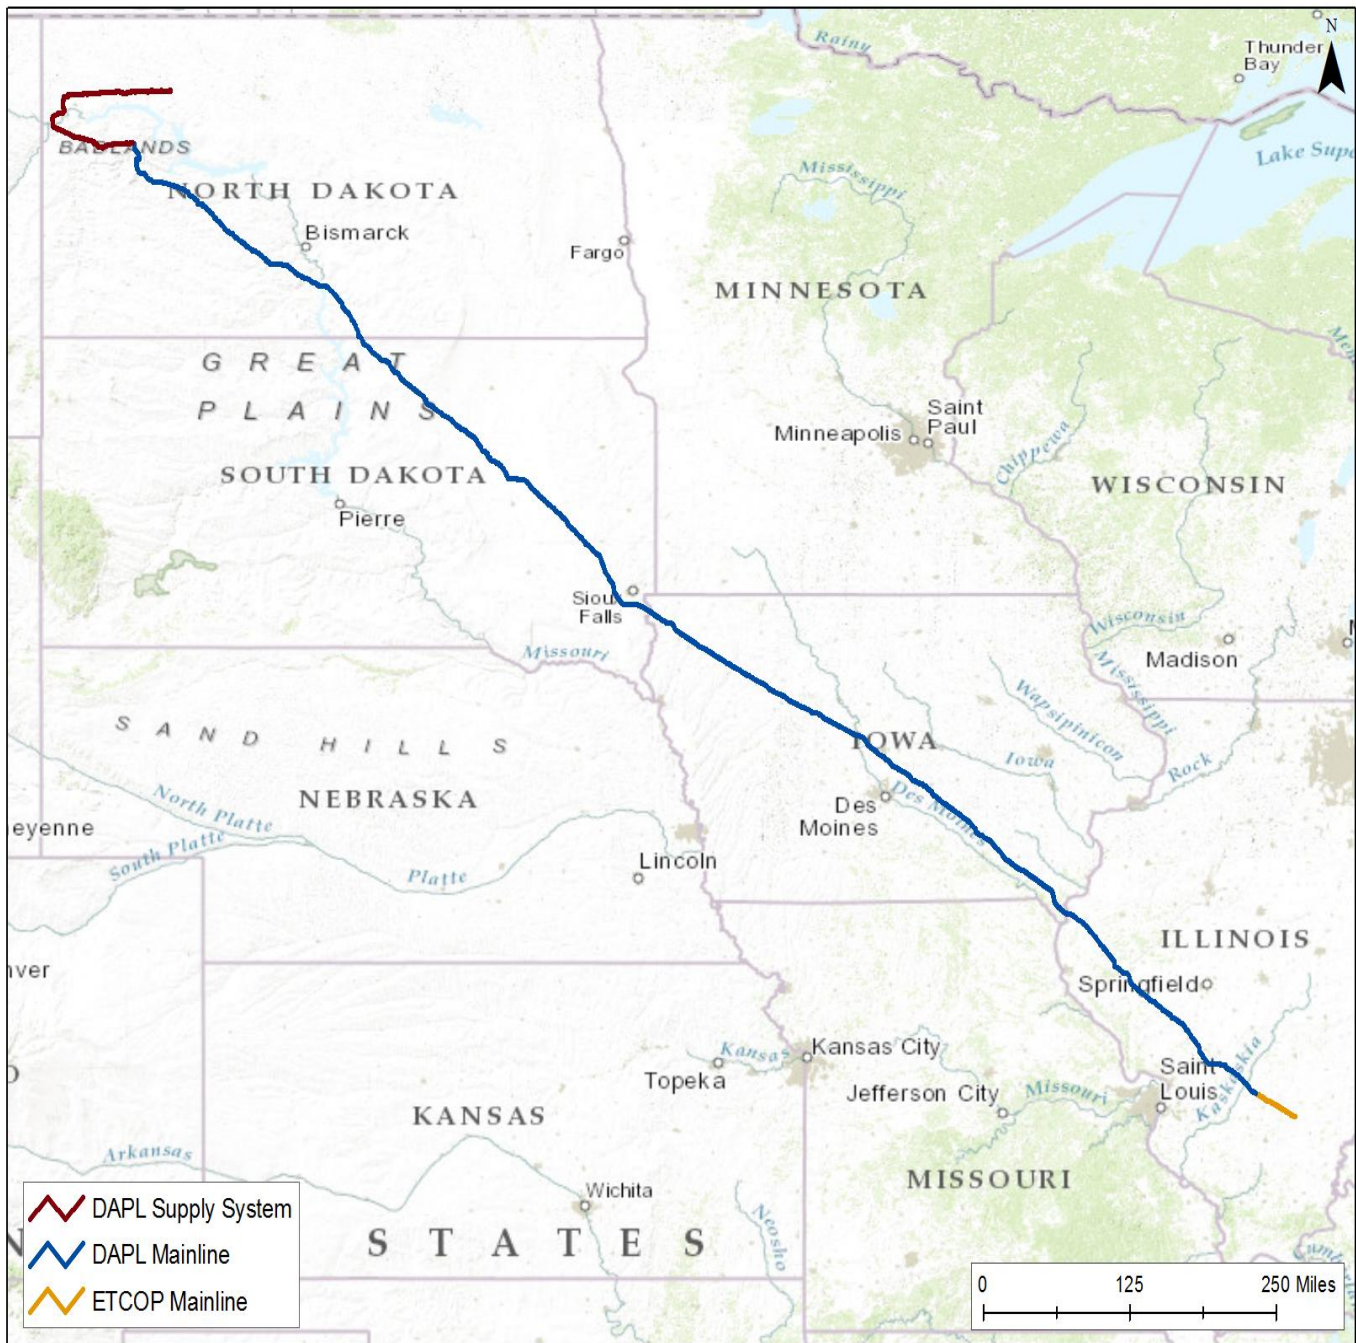 N
Rainy
Thunder
Bay
Lake Supe
BADLANDS
Mississippi
NORTH DAKOTA
Bismarck
Fargo
MINNESOTA
GREAT
PLAINS
Saint
Paul
Minneapolis
Chippewa
SOUTH DAKOTA
WISCONSIN
Pierre
Sioux
Falls
Wisconsin
Missouri
Madison
Mississippi
Wapsipinicon
SAND HILLS
IOWA
Iowa
Rock
NEBRASKA
North Platte
Des
Moines
Des Moines
eyenne
South Platte
Lincoln
Platte
ILLINOIS
nver
Springfield
Kansas City
Kansas
Topeka
Saint
Louis
Kaskaskia
Jefferson City
Missouri
KANSAS
Arkansas
MISSOURI
Wichita
Neosho
STATES
DAPL Supply System
DAPL Mainline
ETCOP Mainline
0 125 250 Miles